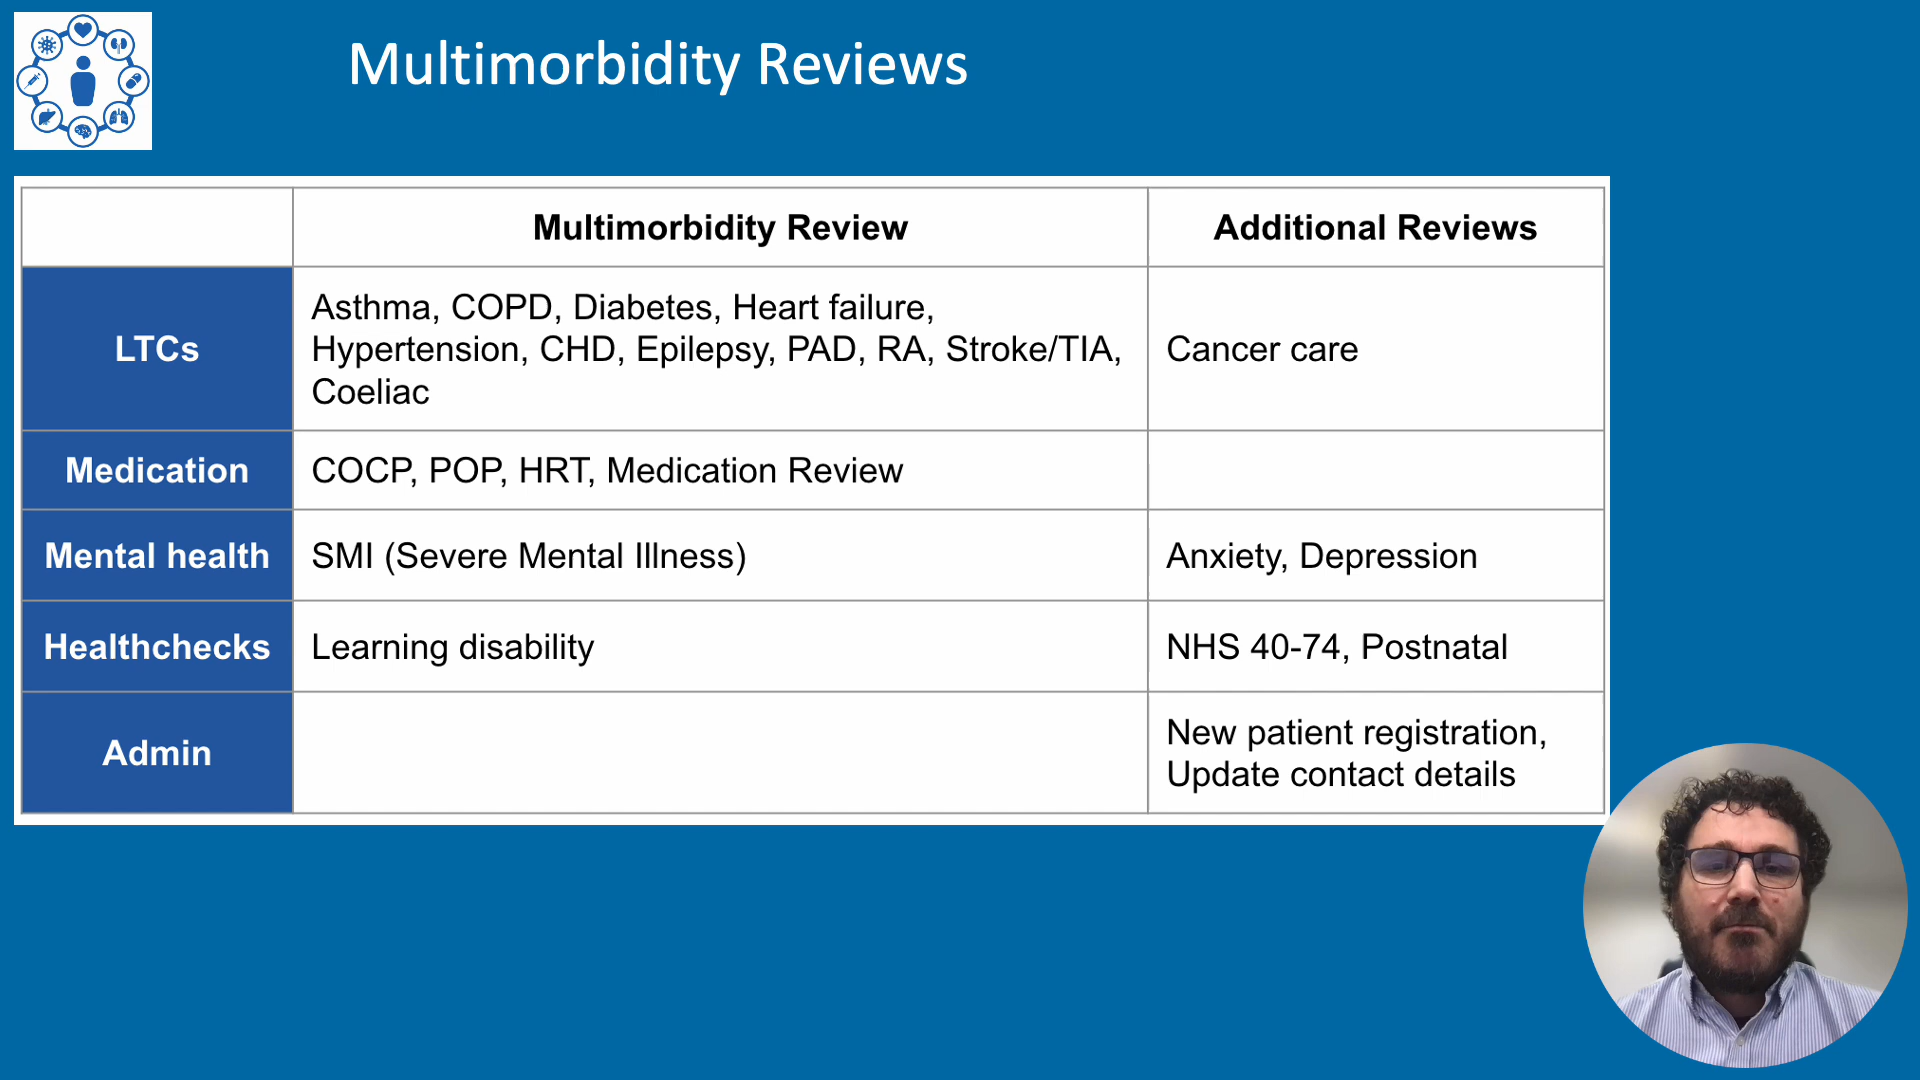 Multimorbidity Reviews
Multimorbidity Review
Additional Reviews
LTCs
Asthma, COPD, Diabetes, Heart failure,
Hypertension, CHD, Epilepsy, PAD, RA, Stroke/TIA,
Coeliac
Cancer care
Medication
COCP, POP, HRT, Medication Review
Mental health
SMI (Severe Mental Illness)
Anxiety, Depression
Healthchecks
Learning disability
NHS 40-74, Postnatal
Admin
New patient registration,
Update contact details